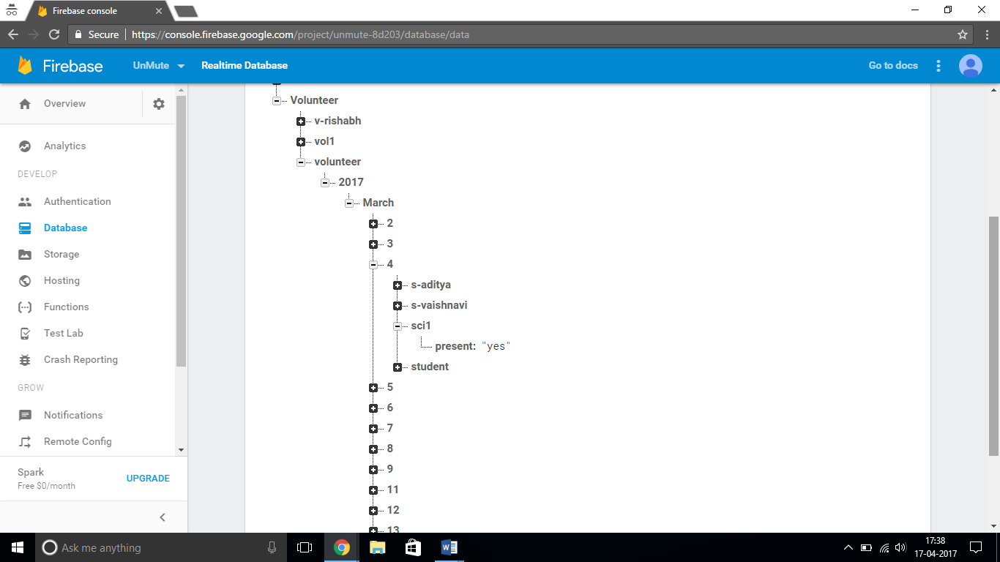 Firebase console
Secure https://console.firebase.google.com/project/unmute-8d203/database/data
Firebase UnMute Realtime Database Go to docs
Overview
Analytics
DEVELOP
Authentication
Database
Storage
Hosting
Functions
Test Lab
Crash Reporting
GROW
Notifications
Remote Config
Spark
Free $0/month
UPGRADE
Volunteer
v-rishabh
vol1
volunteer
2017
March
2
3
4
s-aditya
s-vaishnavi
sci1
present: "yes"
student
5
6
7
8
9
11
12
13
Ask me anything
17:38
17-04-2017